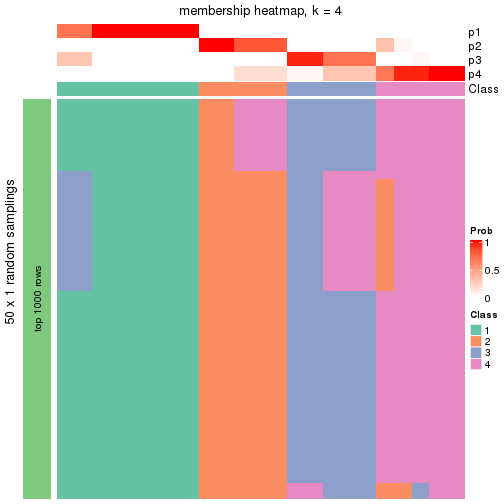 membership heatmap, k = 4
p1
p2
p3
p4
Class
50 x 1 random samplings
top 1000 rows
Prob
1
0.5
0
Class
1
2
3
4